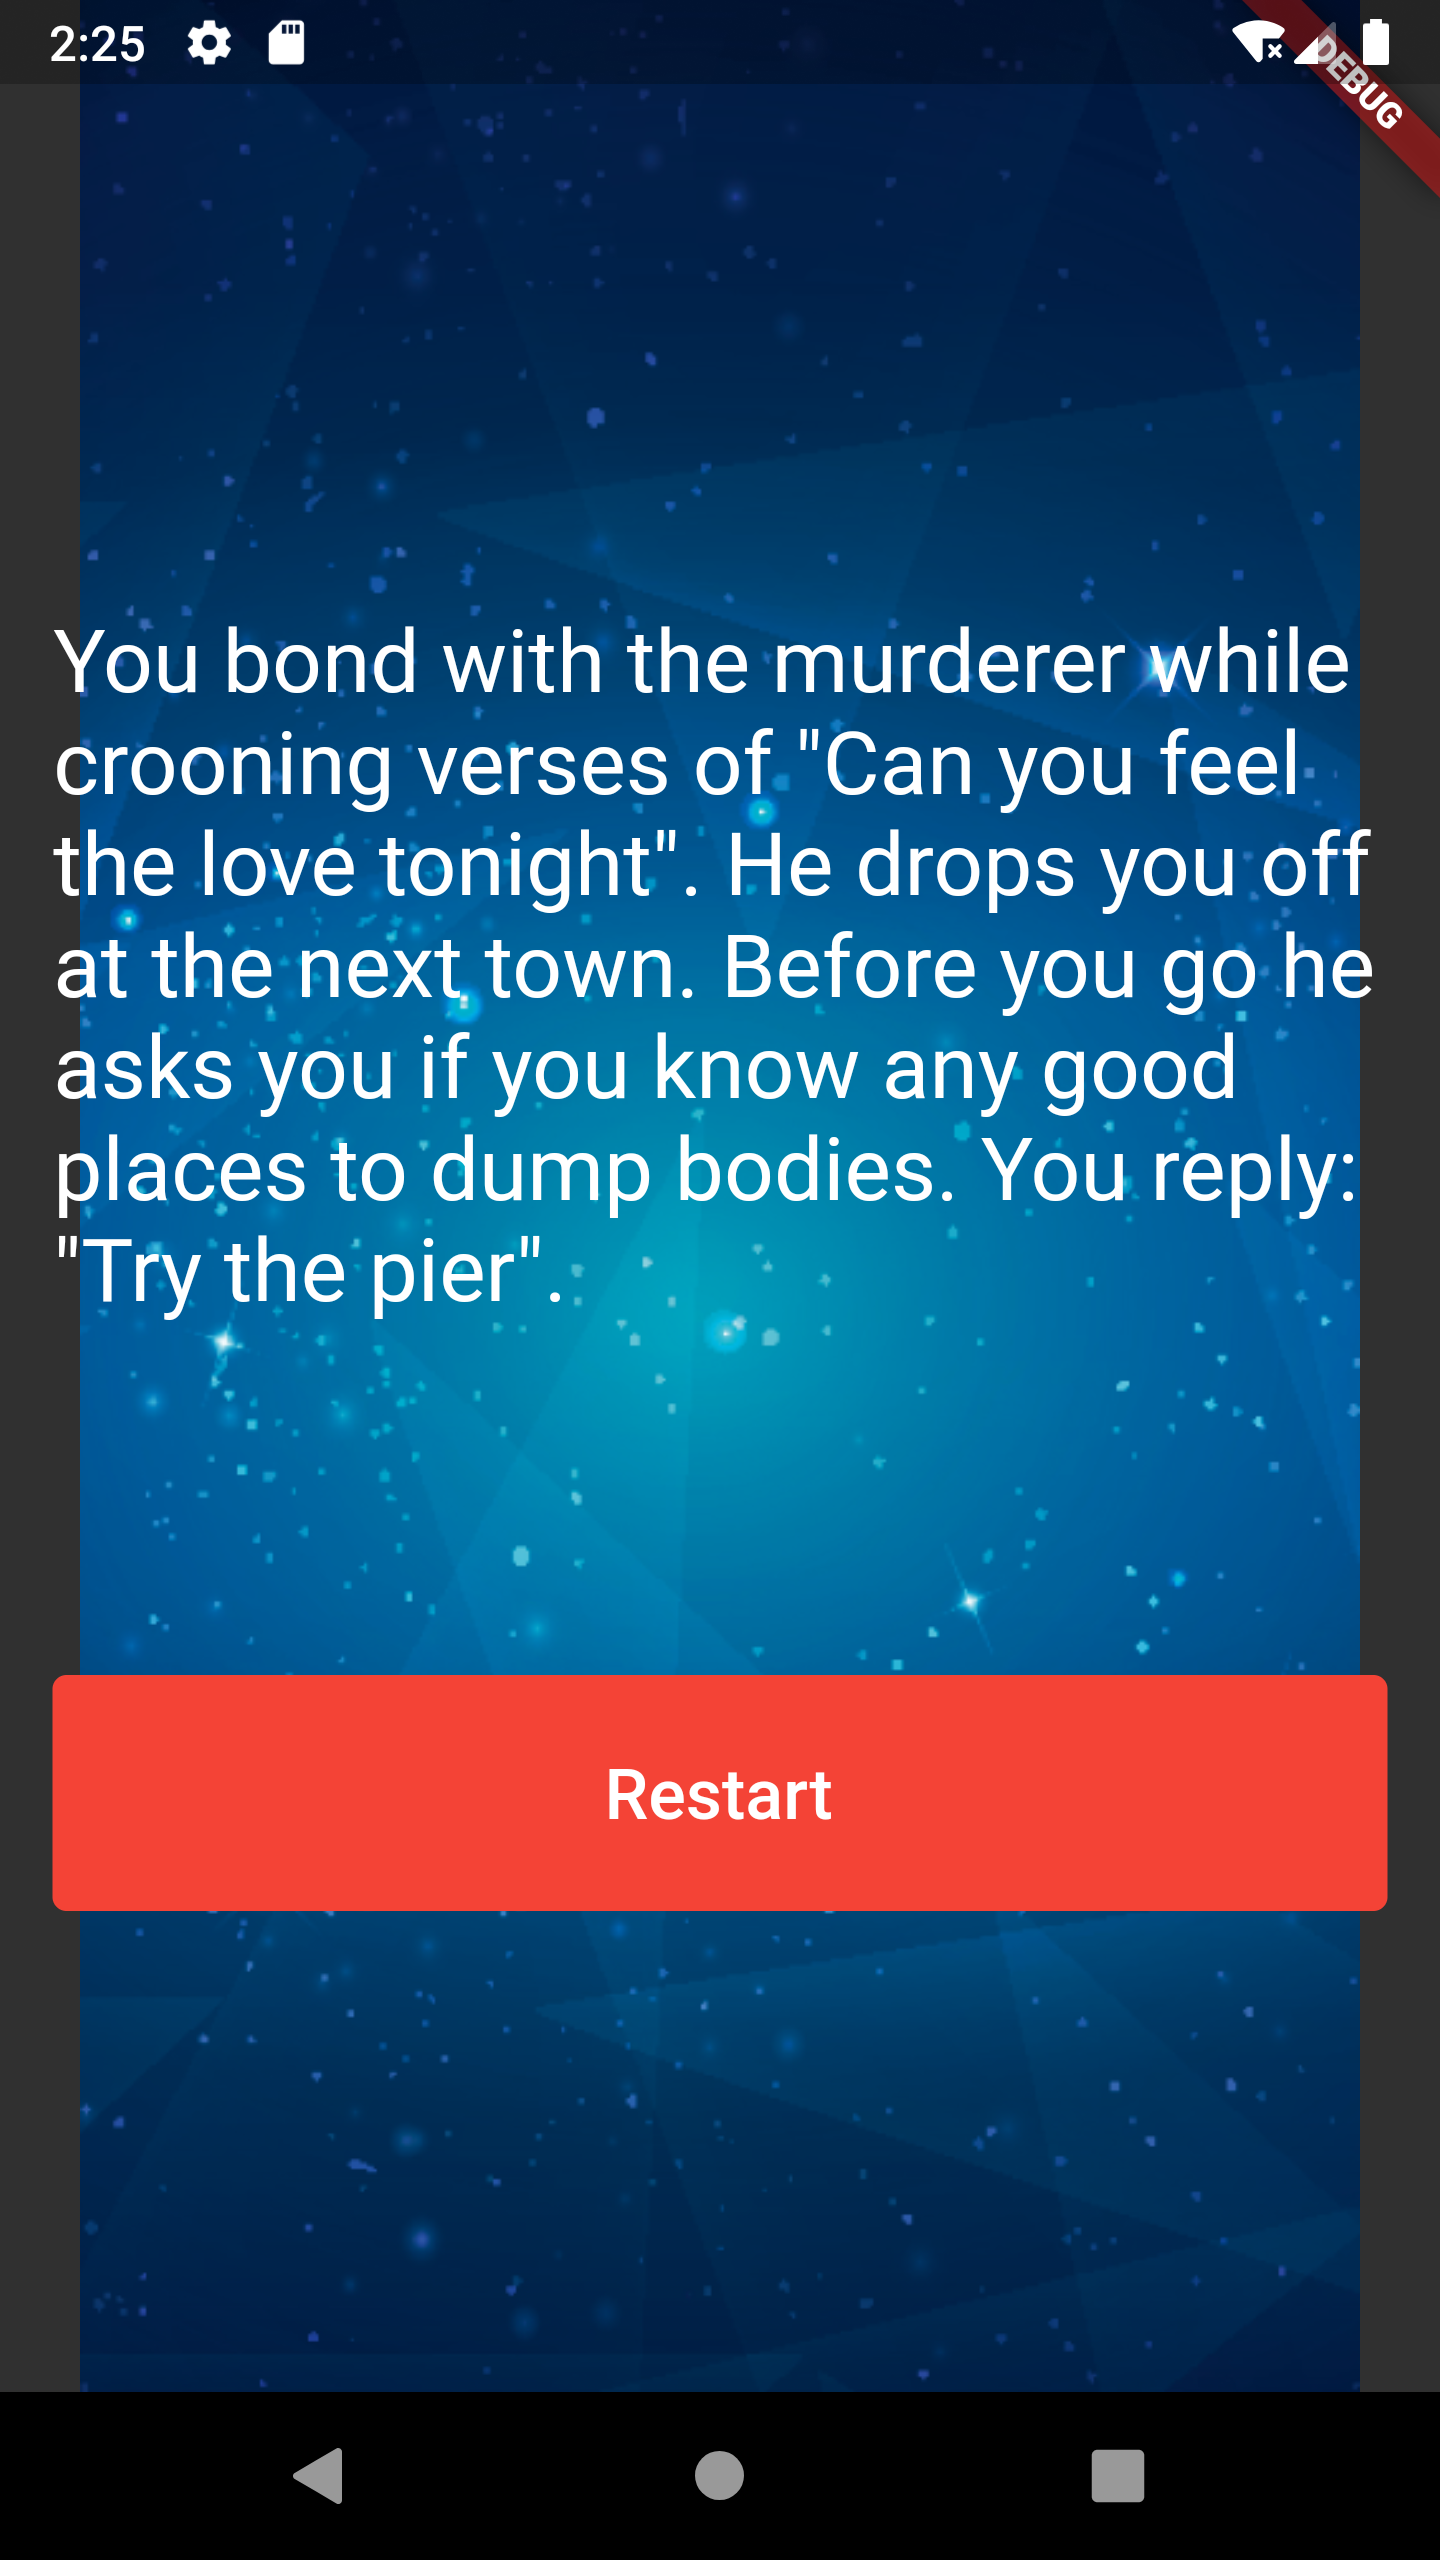 2:25
DEBUG
You bond with the murderer while
crooning verses of "Can you feel
the love tonight". He drops you off
at the next town. Before you go he
asks you if you know any good
places to dump bodies. You reply:
"Try the pier".
Restart